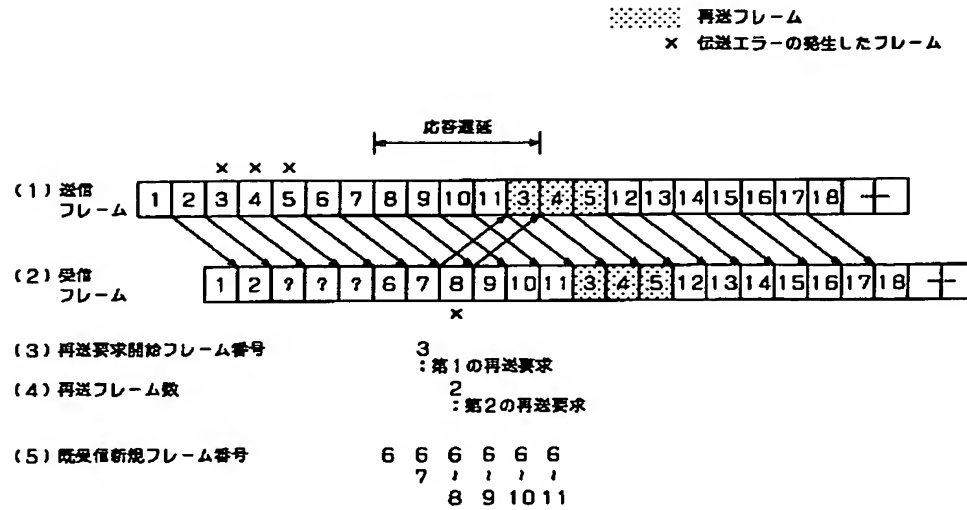 再送フレーム
× 伝送エラーの発生したフレーム
応答遅延
× × ×
(1) 送信フレーム 1 2 3 4 5 6 7 8 9 10 11 3 4 5 12 13 14 15 16 17 18
(2) 受信フレーム 1 2 ? ? ? 6 7 8 9 10 11 3 4 5 12 13 14 15 16 17 18
×
(3) 再送要求開始フレーム番号 3
:第1の再送要求
(4) 再送フレーム数 2
:第2の再送要求
(5) 既受信新規フレーム番号 6 6 6 6 6 6
7 ~ ~ ~ ~
8 9 10 11